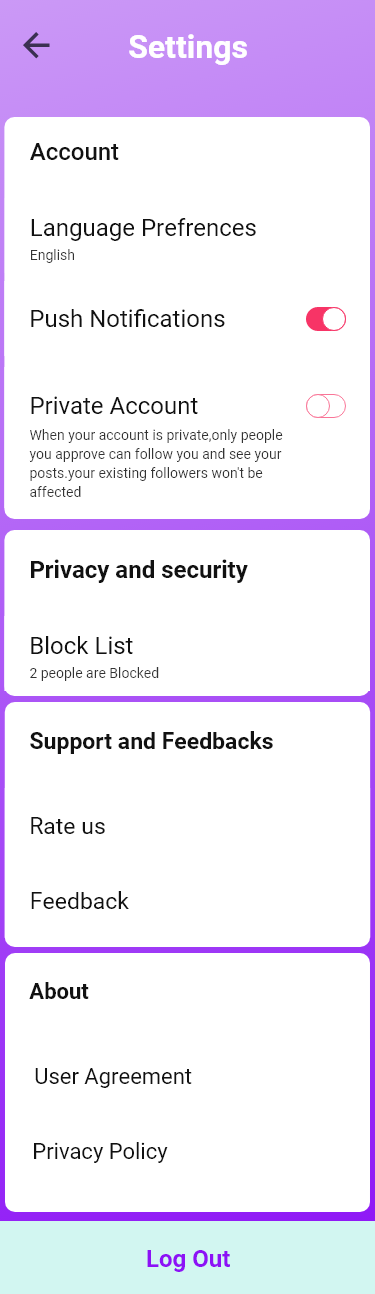 Settings
Account
Language Prefrences
English
Push Notifications
Private Account
When your account is private,only people
you approve can follow you and see your
posts.your existing followers won't be
affected
Privacy and security
Block List
2 people are Blocked
Support and Feedbacks
Rate us
Feedback
About
User Agreement
Privacy Policy
Log Out